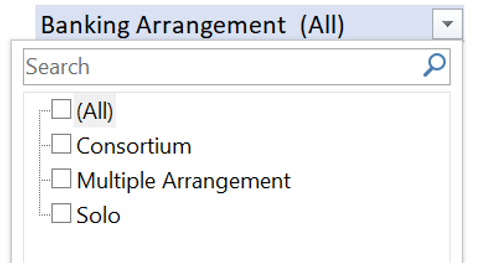 Banking Arrangement (All)
Search
(All)
Consortium
Multiple Arrangement
Solo